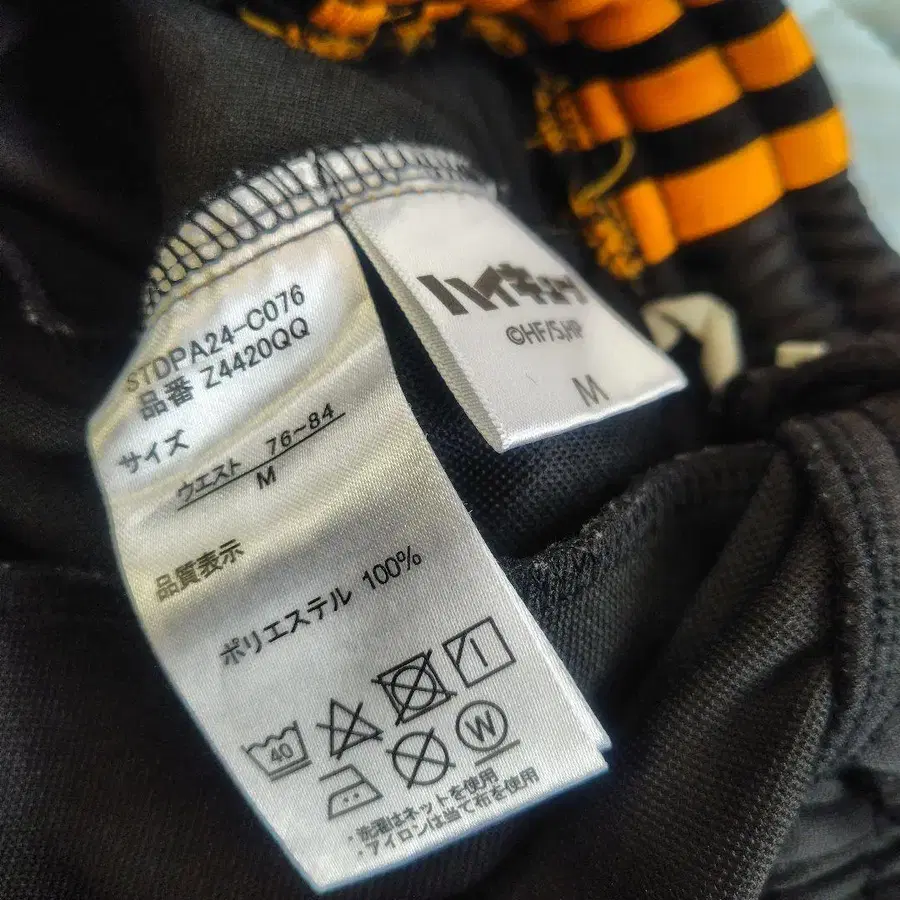 STDPA24-C076
品番 Z4420QQ
サイズ
ウエスト 76~84
M
品質表示
ポリエステル 100%
40
W
・洗濯はネットを使用
・アイロンは当て布を使用
ハイキュー
©HF/S,HP
M